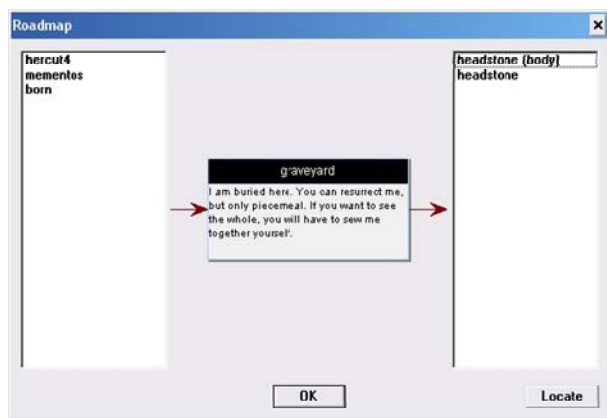 Roadmap
hercut4
mementos
born
graveyard
I am buried here. You can resurrect me,
but only piecemeal. If you want to see
the whole, you will have to sew me
together yourself.
headstone (body)
headstone
OK
Locate